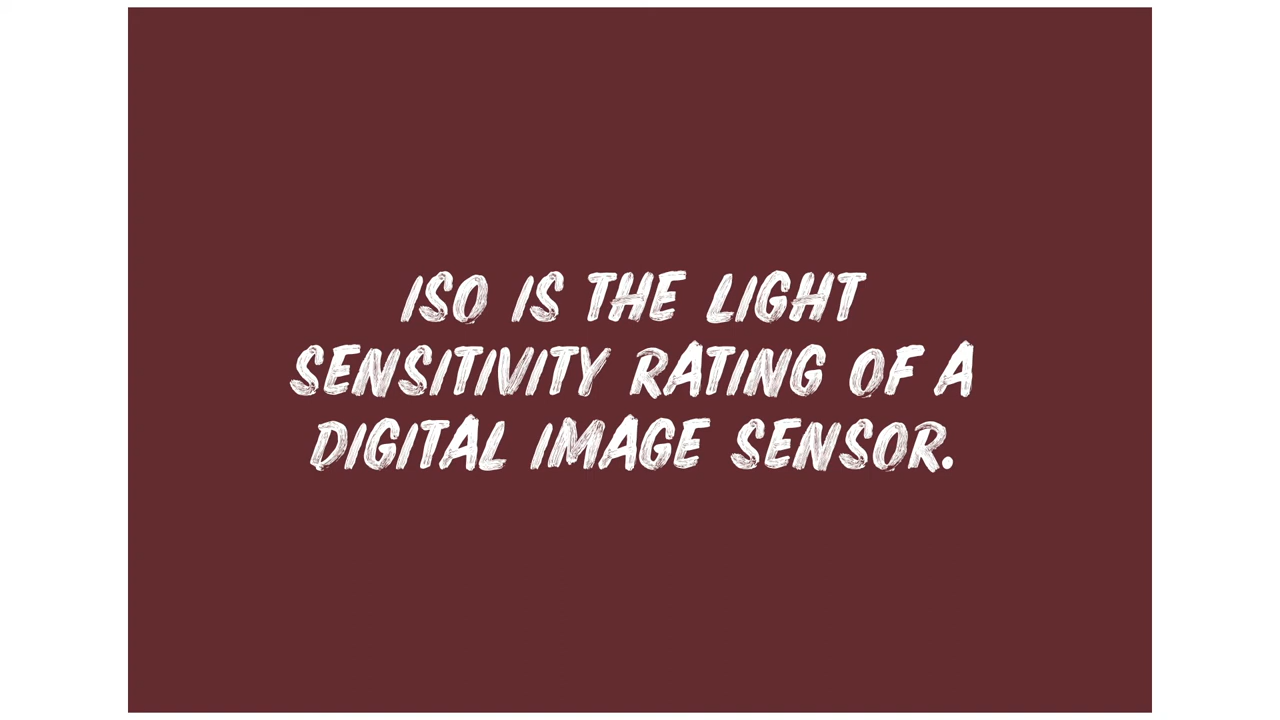 ISO IS THE LIGHT
SENSITIVITY RATING OF A
DIGITAL IMAGE SENSOR.